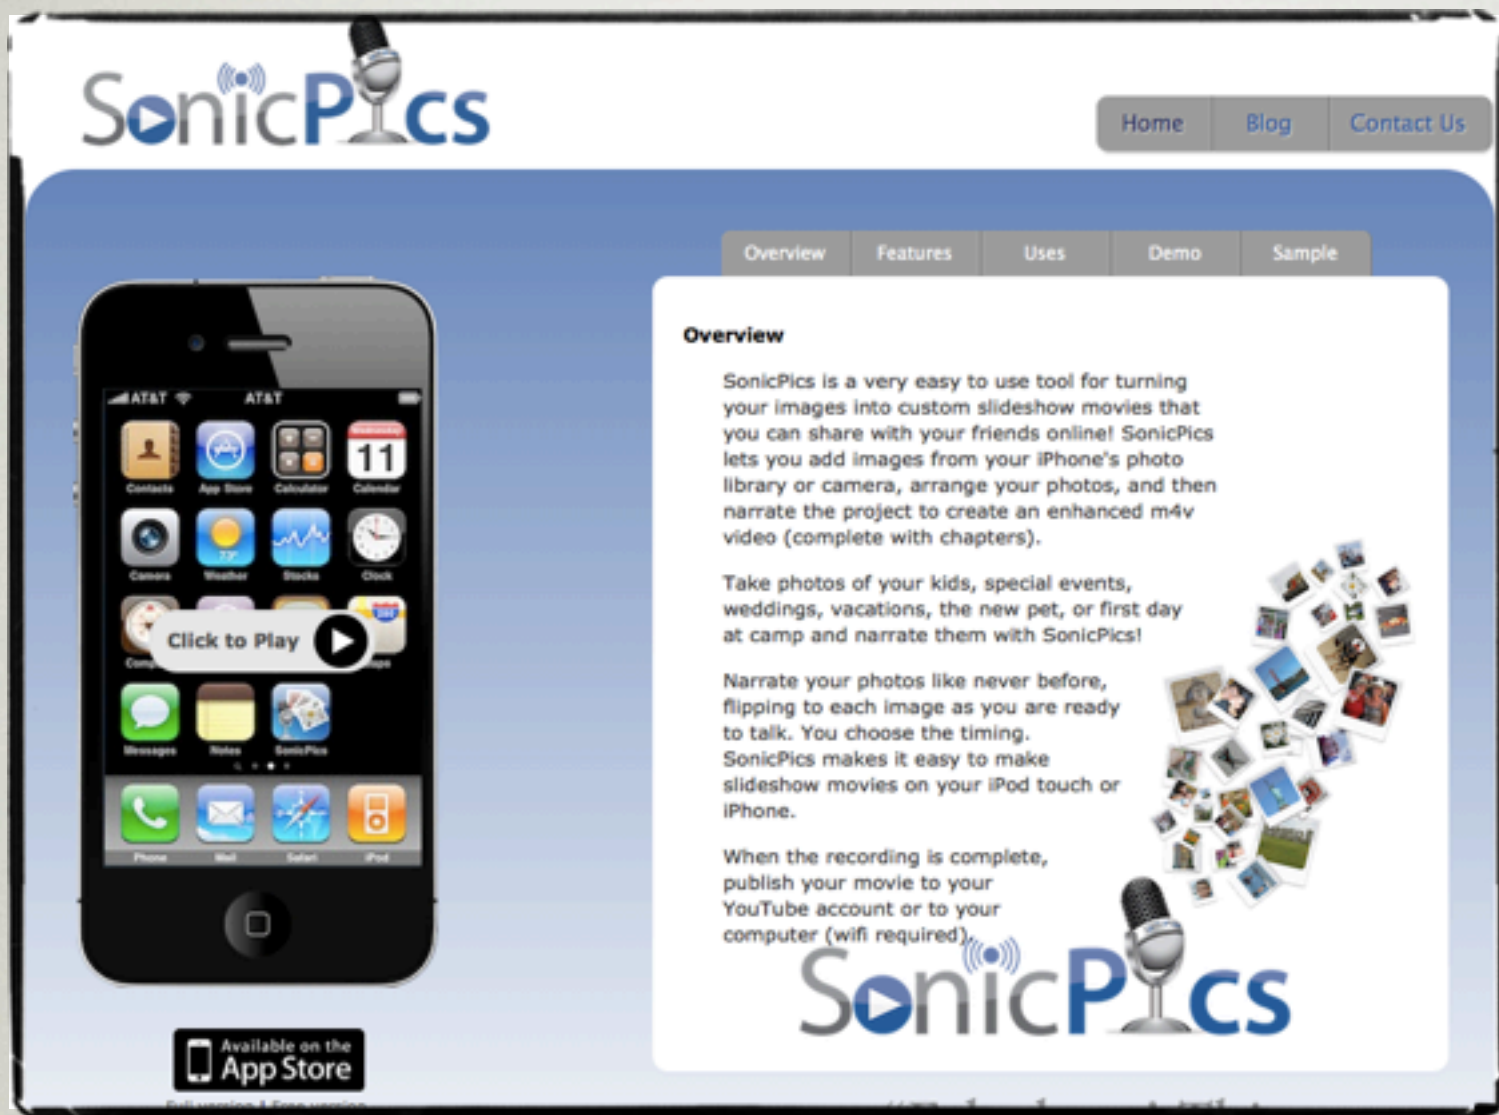 SonicPics
Home Blog Contact Us
Overview Features Uses Demo Sample
AT&T AT&T
Wednesday
11
Contacts App Store Calculator Calendar
73°
Camera Weather Stocks Clock
280
Click to Play
Messages Notes SonicPics
Phone Mail Safari iPod
Available on the
App Store
Full version | Free version
Overview
SonicPics is a very easy to use tool for turning
your images into custom slideshow movies that
you can share with your friends online! SonicPics
lets you add images from your iPhone's photo
library or camera, arrange your photos, and then
narrate the project to create an enhanced m4v
video (complete with chapters).
Take photos of your kids, special events,
weddings, vacations, the new pet, or first day
at camp and narrate them with SonicPics!
Narrate your photos like never before,
flipping to each image as you are ready
to talk. You choose the timing.
SonicPics makes it easy to make
slideshow movies on your iPod touch or
iPhone.
When the recording is complete,
publish your movie to your
YouTube account or to your
computer (wifi required).
SonicPics